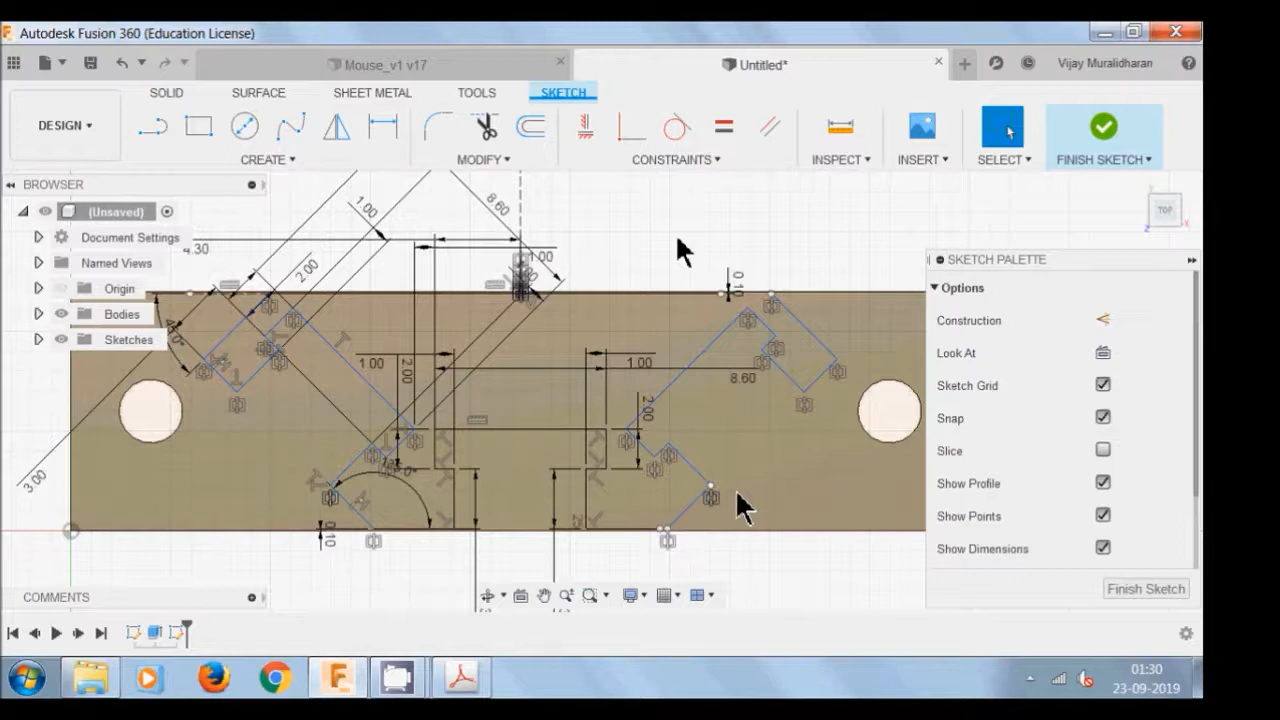 Autodesk Fusion 360 (Education License)
Mouse_v1 v17
Untitled*
Vijay Muralidharan
DESIGN
SOLID SURFACE SHEET METAL TOOLS SKETCH
CREATE MODIFY CONSTRAINTS INSPECT INSERT SELECT FINISH SKETCH
BROWSER
(Unsaved)
Document Settings
Named Views
Origin
Bodies
Sketches
TOP
1.00
8.60
4.30
1.00
2.00
0.10
45.0°
1.00
2.00
1.00
8.60
2.00
3.00
0.10
SKETCH PALETTE
Options
Construction
Look At
Sketch Grid
Snap
Slice
Show Profile
Show Points
Show Dimensions
Finish Sketch
COMMENTS
01:30
23-09-2019